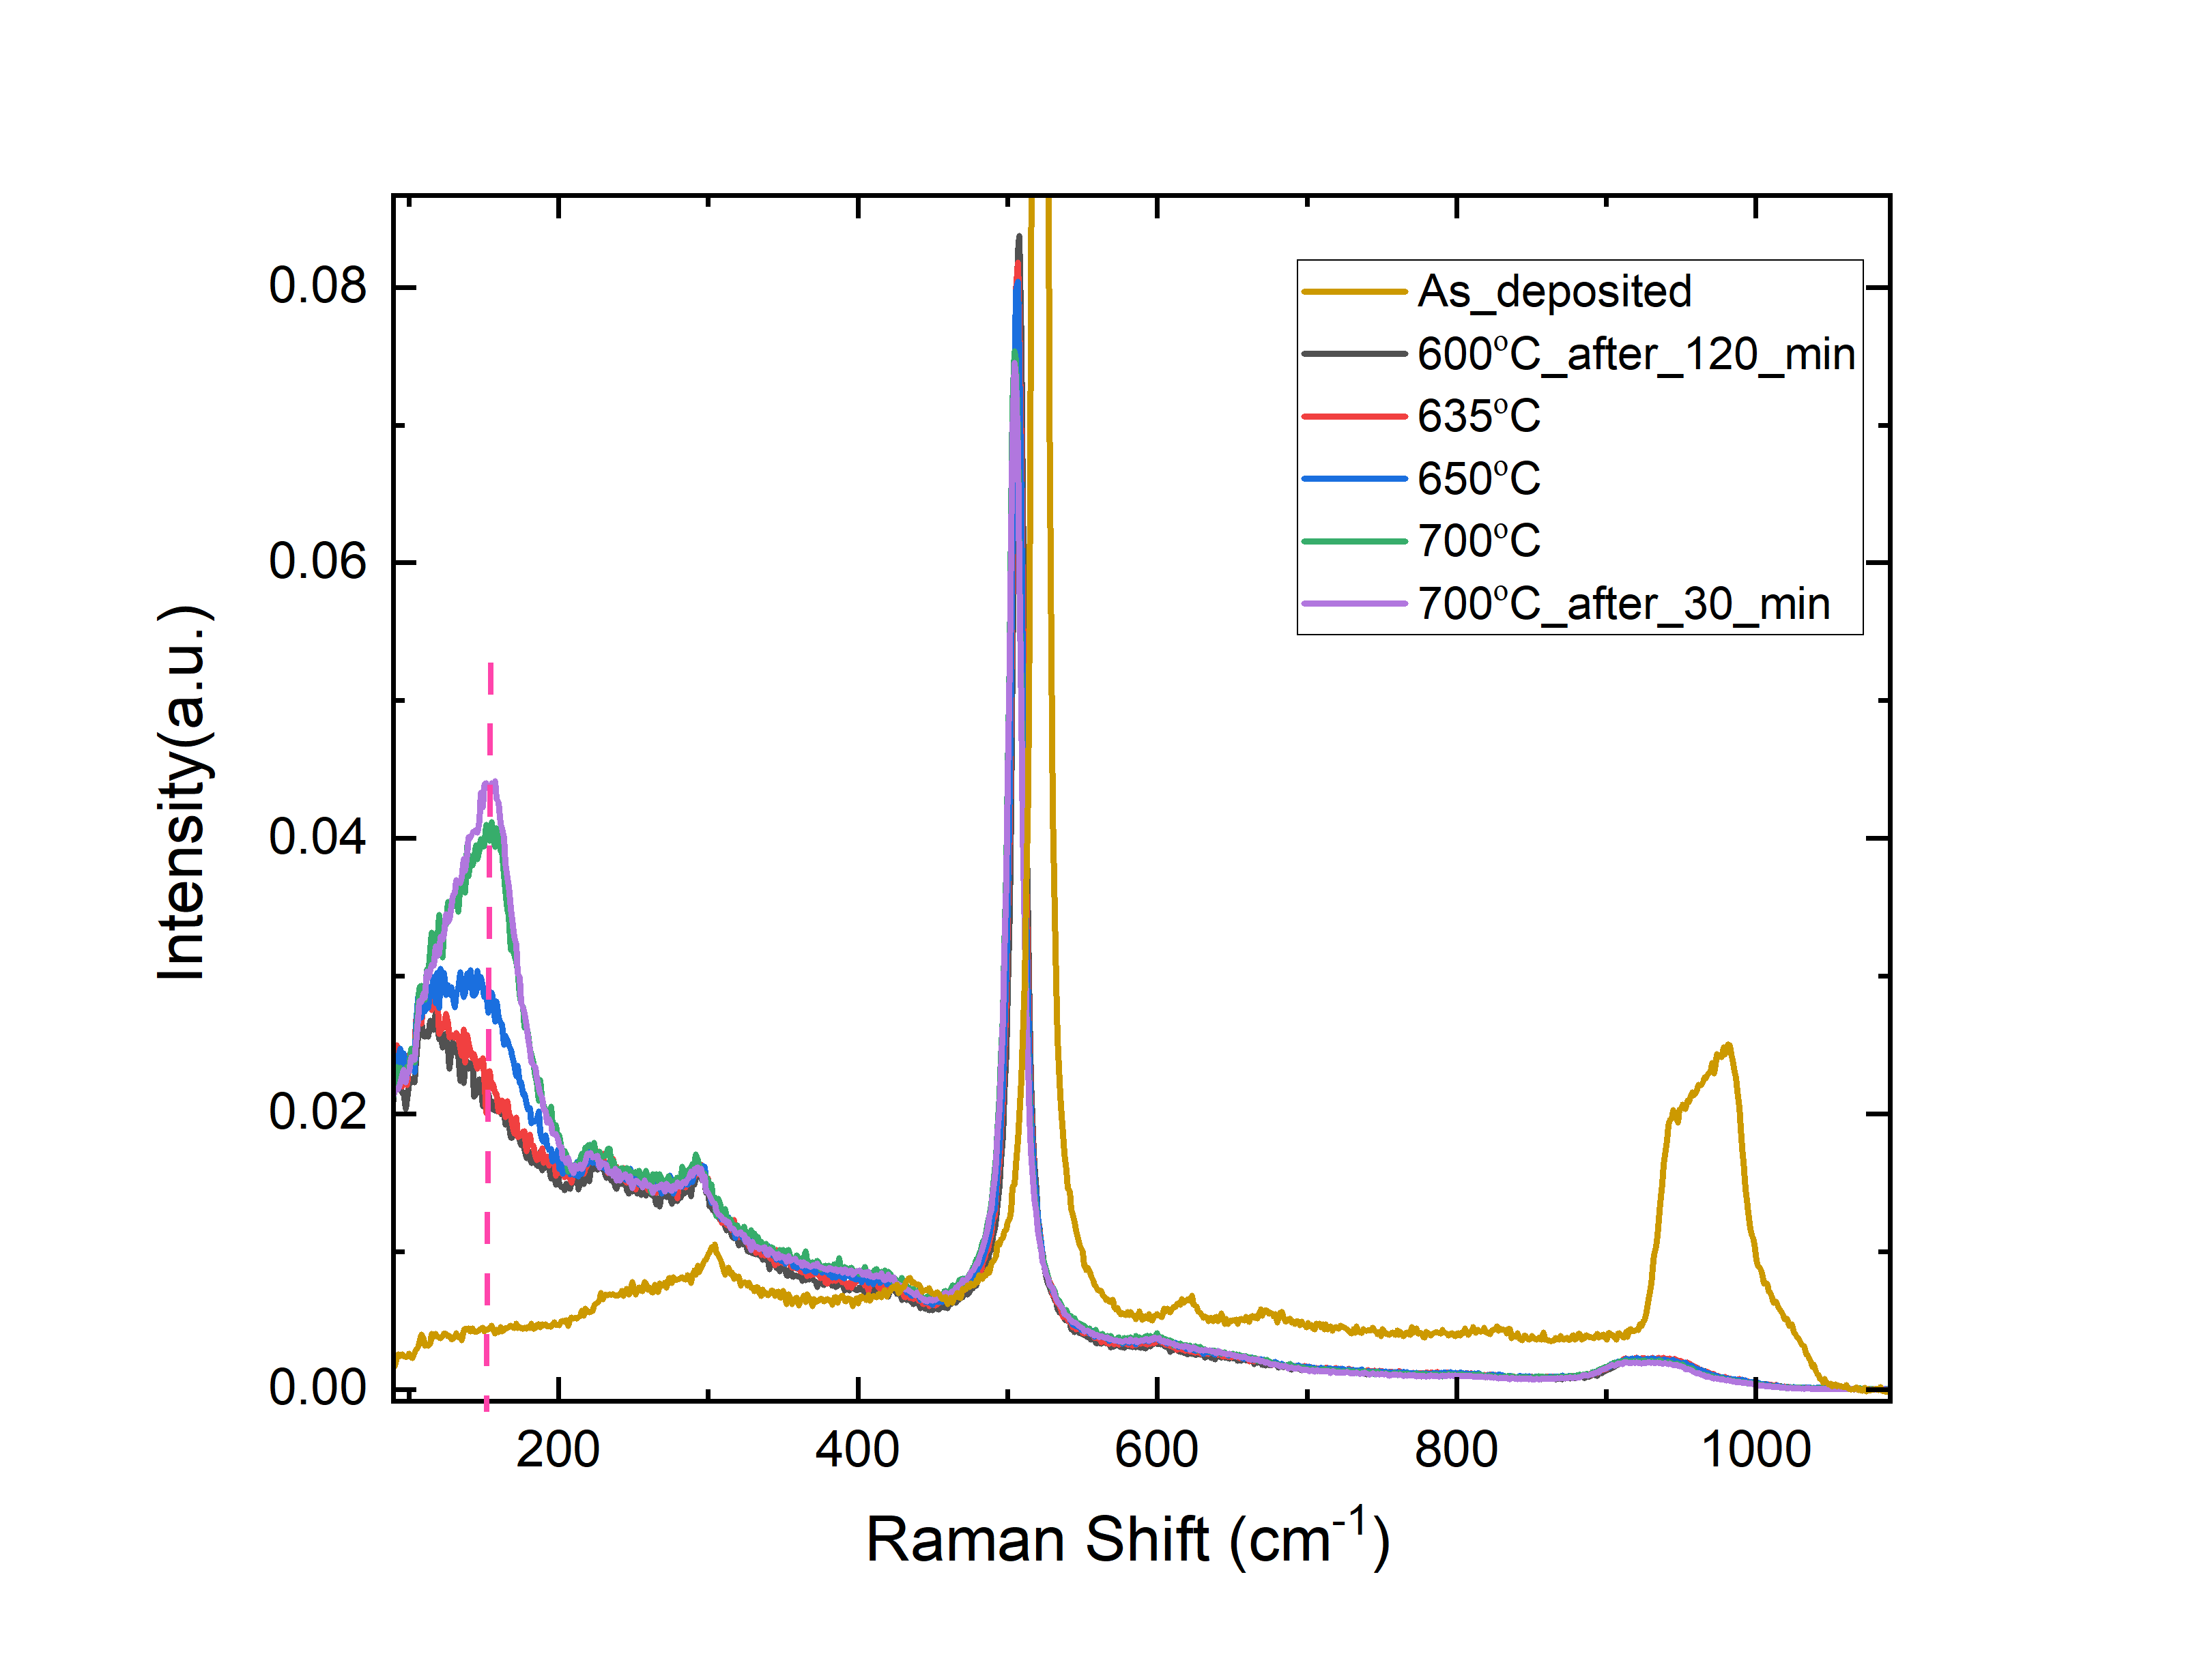 0.08
0.06
0.04
0.02
0.00
Intensity(a.u.)
As_deposited
600°C_after_120_min
635°C
650°C
700°C
700°C_after_30_min
200 400 600 800 1000
Raman Shift (cm⁻¹)